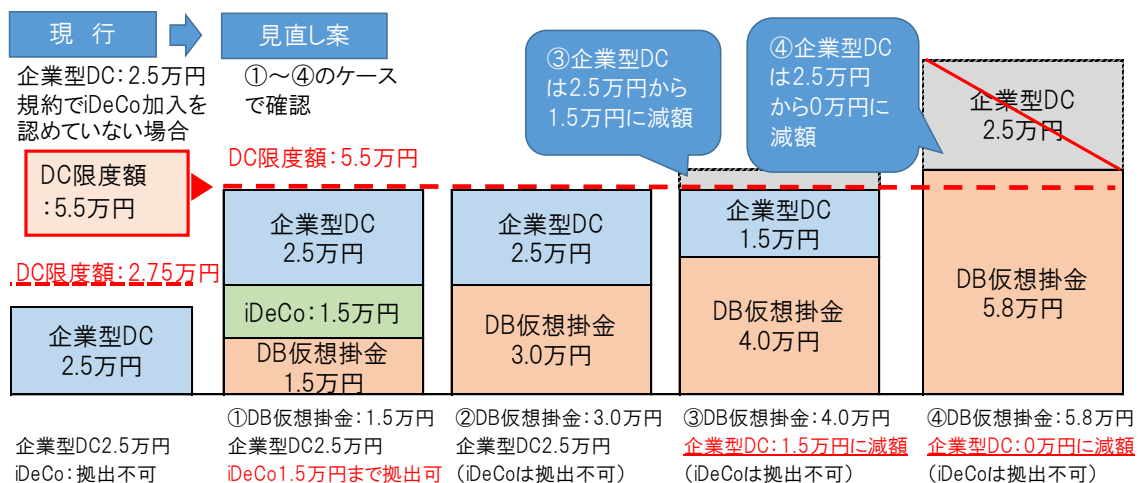 現 行
見直し案
企業型DC：2.5万円
規約でiDeCo加入を
認めていない場合
①～④のケース
で確認
③企業型DC
は2.5万円から
1.5万円に減額
④企業型DC
は2.5万円
から0万円に
減額
DC限度額
：5.5万円
DC限度額：5.5万円
DC限度額：2.75万円
企業型DC
2.5万円
企業型DC
2.5万円
iDeCo：1.5万円
DB仮想掛金
1.5万円
企業型DC
2.5万円
DB仮想掛金
3.0万円
企業型DC
1.5万円
DB仮想掛金
4.0万円
企業型DC
2.5万円
DB仮想掛金
5.8万円
企業型DC2.5万円
iDeCo：拠出不可
①DB仮想掛金：1.5万円
企業型DC2.5万円
iDeCo1.5万円まで拠出可
②DB仮想掛金：3.0万円
企業型DC2.5万円
（iDeCoは拠出不可）
③DB仮想掛金：4.0万円
企業型DC：1.5万円に減額
（iDeCoは拠出不可）
④DB仮想掛金：5.8万円
企業型DC：0万円に減額
（iDeCoは拠出不可）